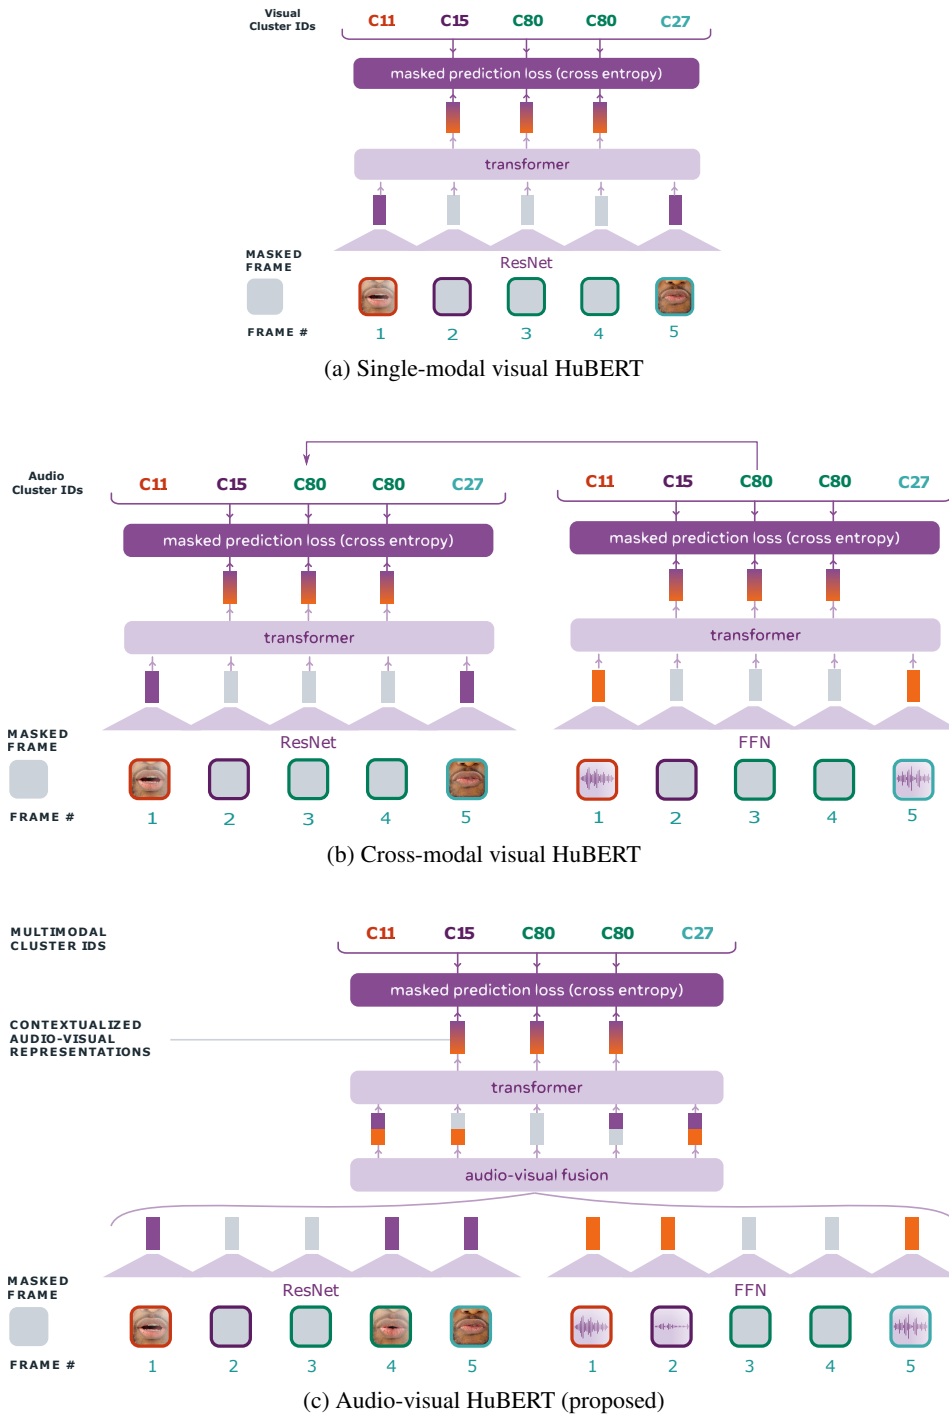 Visual
Cluster IDs
C11 C15 C80 C80 C27
masked prediction loss (cross entropy)
transformer
ResNet
MASKED
FRAME
FRAME #
1 2 3 4 5
(a) Single-modal visual HuBERT
Audio
Cluster IDs
C11 C15 C80 C80 C27
C11 C15 C80 C80 C27
masked prediction loss (cross entropy)
masked prediction loss (cross entropy)
transformer
transformer
ResNet
FFN
MASKED
FRAME
FRAME #
1 2 3 4 5
1 2 3 4 5
(b) Cross-modal visual HuBERT
MULTIMODAL
CLUSTER IDS
C11 C15 C80 C80 C27
masked prediction loss (cross entropy)
CONTEXTUALIZED
AUDIO-VISUAL
REPRESENTATIONS
transformer
audio-visual fusion
ResNet
FFN
MASKED
FRAME
FRAME #
1 2 3 4 5
1 2 3 4 5
(c) Audio-visual HuBERT (proposed)